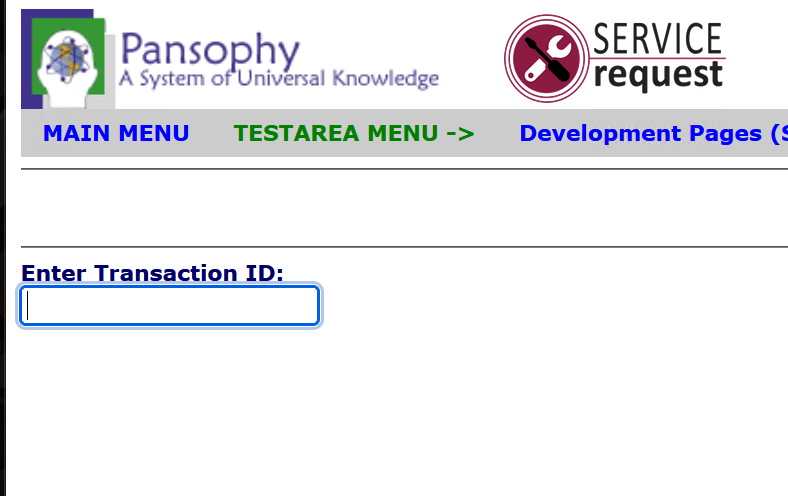 Pansophy
A System of Universal Knowledge
SERVICE
request
MAIN MENU TESTAREA MENU -> Development Pages (
Enter Transaction ID: